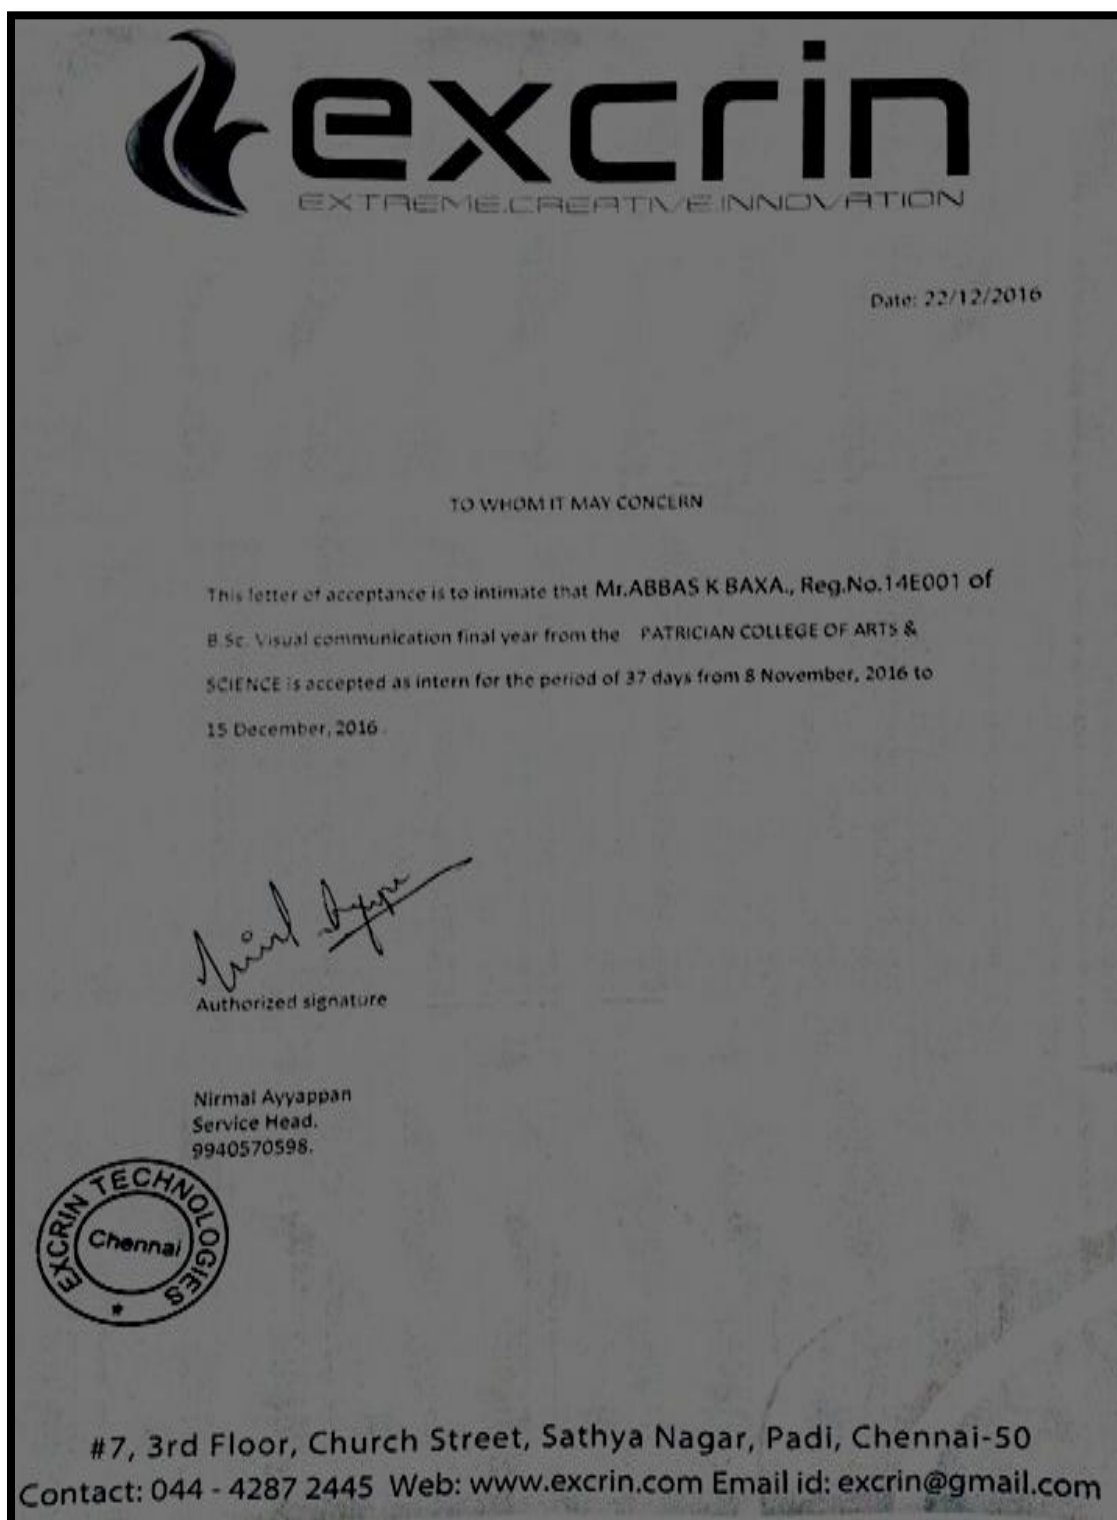 excrin
EXTREME.CREATIVE.INNOVATION
Date: 22/12/2016
TO WHOM IT MAY CONCERN
This letter of acceptance is to intimate that Mr.ABBAS K BAXA., Reg.No.14E001 of
B.Sc. Visual communication final year from the PATRICIAN COLLEGE OF ARTS &
SCIENCE is accepted as intern for the period of 37 days from 8 November, 2016 to
15 December, 2016.
Authorized signature
Nirmal Ayyappan
Service Head.
9940570598.
EXCRIN TECHNOLOGIES
Chennai
*
#7, 3rd Floor, Church Street, Sathya Nagar, Padi, Chennai-50
Contact: 044 - 4287 2445 Web: www.excrin.com Email id: excrin@gmail.com